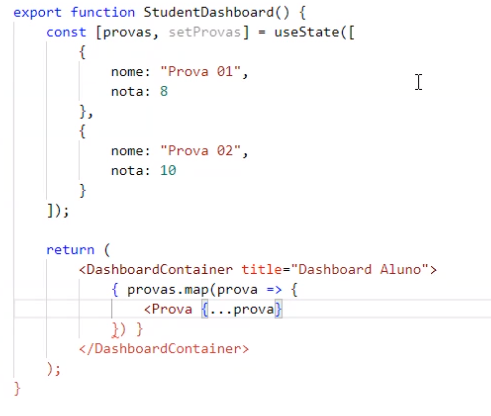 export function StudentDashboard() {
    const [provas, setProvas] = useState([
        {
            nome: "Prova 01",
            nota: 8
        },
        {
            nome: "Prova 02",
            nota: 10
        }
    ]);

    return (
        <DashboardContainer title="Dashboard Aluno">
            { provas.map(prova => {
                <Prova {...prova}
            }) }
        </DashboardContainer>
    );
}